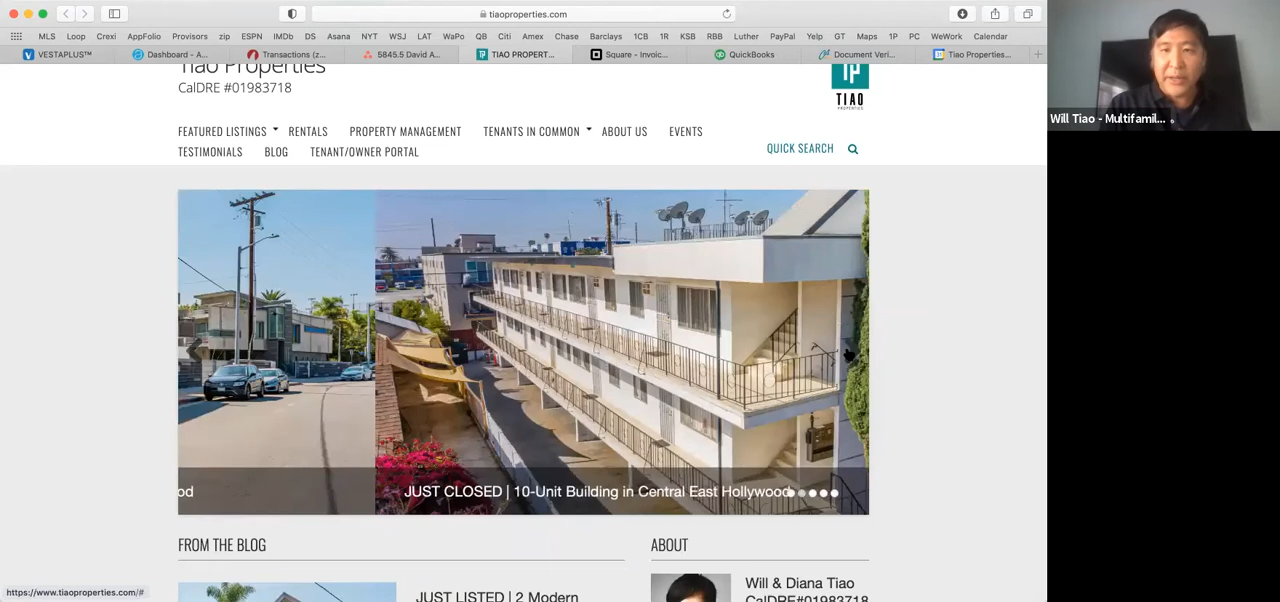 tiaoproperties.com
MLS Loop Crexi AppFolio Provisors zip ESPN IMDb DS Asana NYT WSJ LAT WaPo QB Citi Amex Chase Barclays 1CB 1R KSB RBB Luther PayPal Yelp GT Maps 1P PC WeWork Calendar
VESTAPLUS™ Dashboard - A... Transactions (z... 5845.5 David A... TIAO PROPERT... Square - Invoic... QuickBooks Document Veri... Tiao Properties...
Tiao Properties
CalDRE #01983718
TP
TIAO
PROPERTIES
FEATURED LISTINGS RENTALS PROPERTY MANAGEMENT TENANTS IN COMMON ABOUT US EVENTS
TESTIMONIALS BLOG TENANT/OWNER PORTAL
QUICK SEARCH
od
JUST CLOSED | 10-Unit Building in Central East Hollywood
FROM THE BLOG
ABOUT
JUST LISTED | 2 Modern
Will & Diana Tiao
CalDRE#01983718
https://www.tiaoproperties.com/#
Will Tiao - Multifamil...